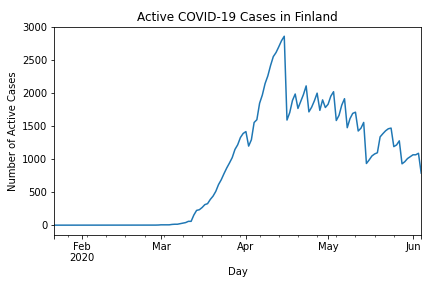 Active COVID-19 Cases in Finland
Number of Active Cases
3000
2500
2000
1500
1000
500
0
Feb
2020
Mar
Apr
May
Jun
Day